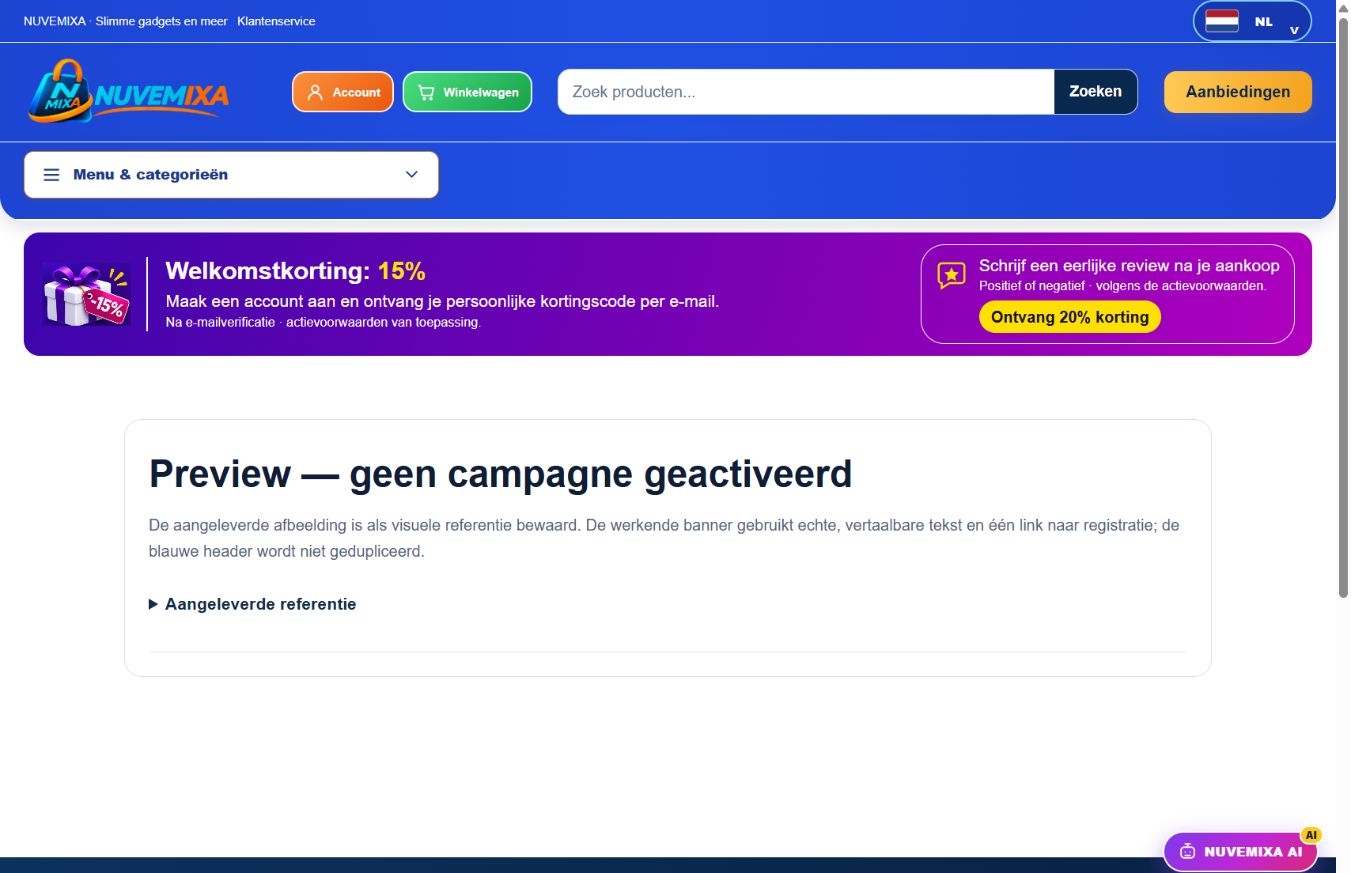 NUVEMIXA · Slimme gadgets en meer Klantenservice
NL
v
N
MIXA
NUVEMIXA
Account
Winkelwagen
Zoek producten...
Zoeken
Aanbiedingen
Menu & categorieën
-15%
Welkomstkorting: 15%
Maak een account aan en ontvang je persoonlijke kortingscode per e-mail.
Na e-mailverificatie · actievoorwaarden van toepassing.
Schrijf een eerlijke review na je aankoop
Positief of negatief · volgens de actievoorwaarden.
Ontvang 20% korting
Preview — geen campagne geactiveerd
De aangeleverde afbeelding is als visuele referentie bewaard. De werkende banner gebruikt echte, vertaalbare tekst en één link naar registratie; de
blauwe header wordt niet gedupliceerd.
Aangeleverde referentie
AI
NUVEMIXA AI